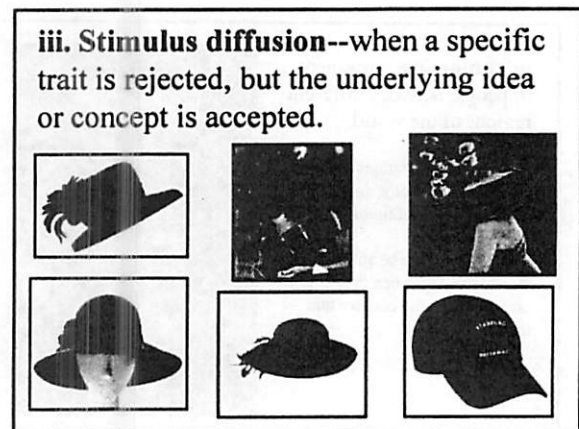 iii. Stimulus diffusion--when a specific
trait is rejected, but the underlying idea
or concept is accepted.